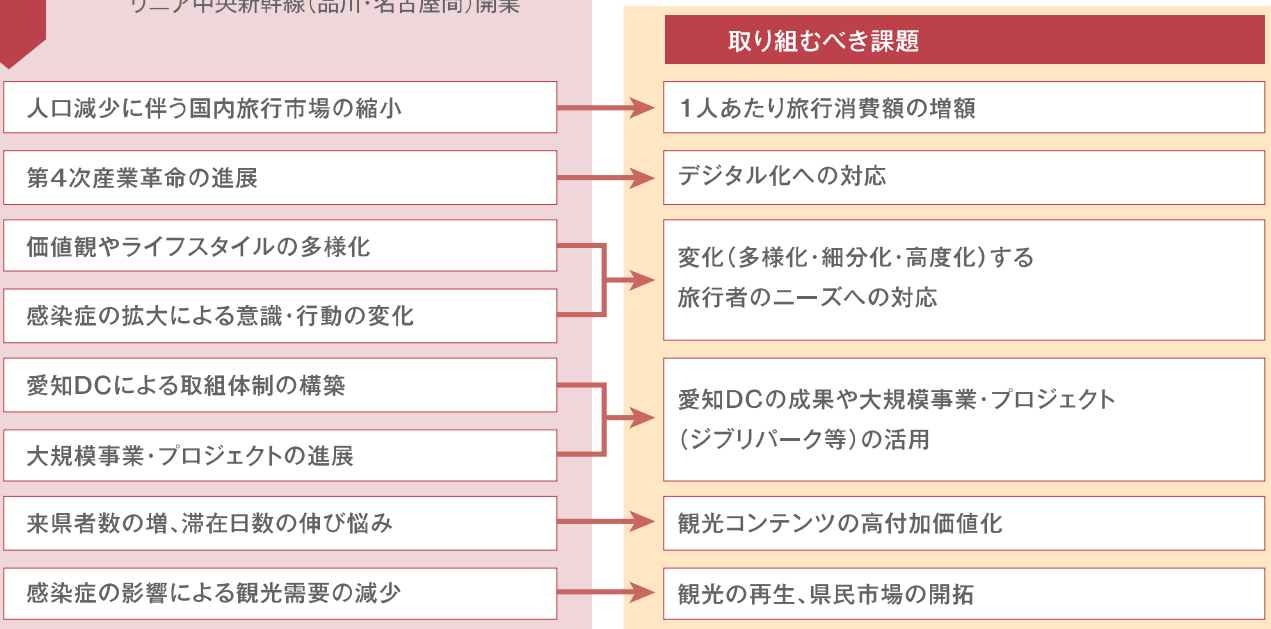 リニア中央新幹線(品川・名古屋間)開業
取り組むべき課題
人口減少に伴う国内旅行市場の縮小
1人あたり旅行消費額の増額
第4次産業革命の進展
デジタル化への対応
価値観やライフスタイルの多様化
感染症の拡大による意識・行動の変化
変化(多様化・細分化・高度化)する
旅行者のニーズへの対応
愛知DCによる取組体制の構築
大規模事業・プロジェクトの進展
愛知DCの成果や大規模事業・プロジェクト
(ジブリパーク等)の活用
来県者数の増、滞在日数の伸び悩み
観光コンテンツの高付加価値化
感染症の影響による観光需要の減少
観光の再生、県民市場の開拓